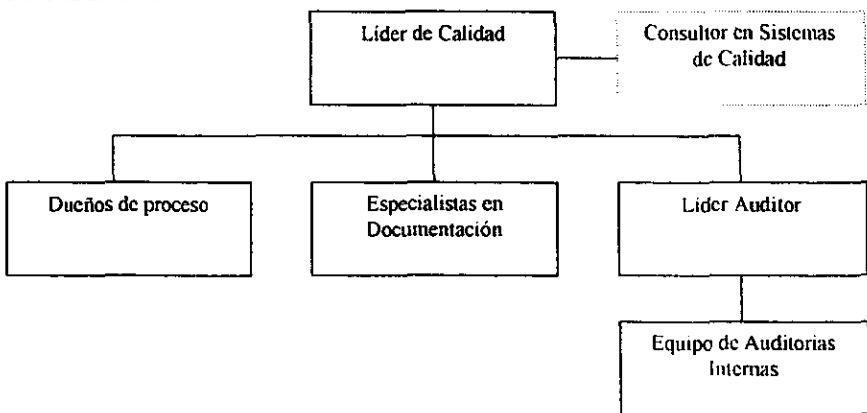 Líder de Calidad
Consultor en Sistemas
de Calidad
Dueños de proceso
Especialistas en
Documentación
Lider Auditor
Equipo de Auditorias
Internas